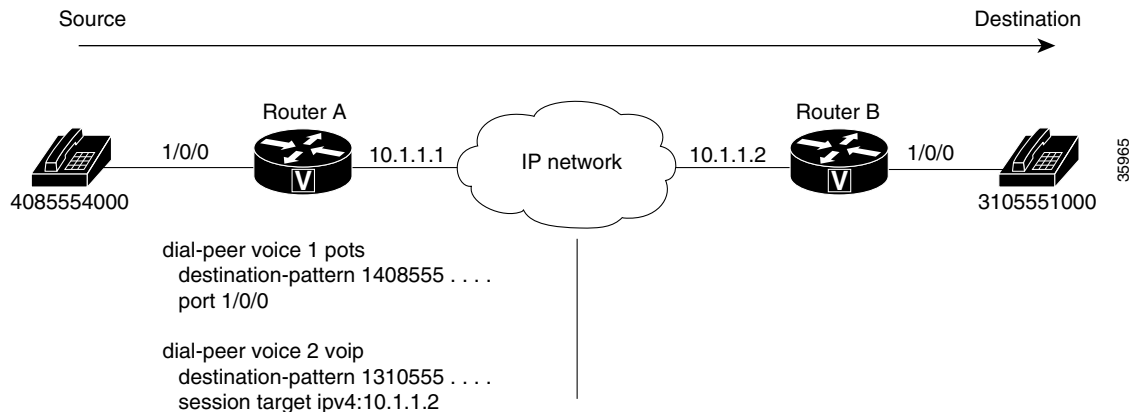 Source
Destination
Router A
Router B
1/0/0
10.1.1.1
IP network
10.1.1.2
1/0/0
V
V
4085554000
3105551000
35965
dial-peer voice 1 pots
destination-pattern 1408555 . . . .
port 1/0/0
dial-peer voice 2 voip
destination-pattern 1310555 . . . .
session target ipv4:10.1.1.2